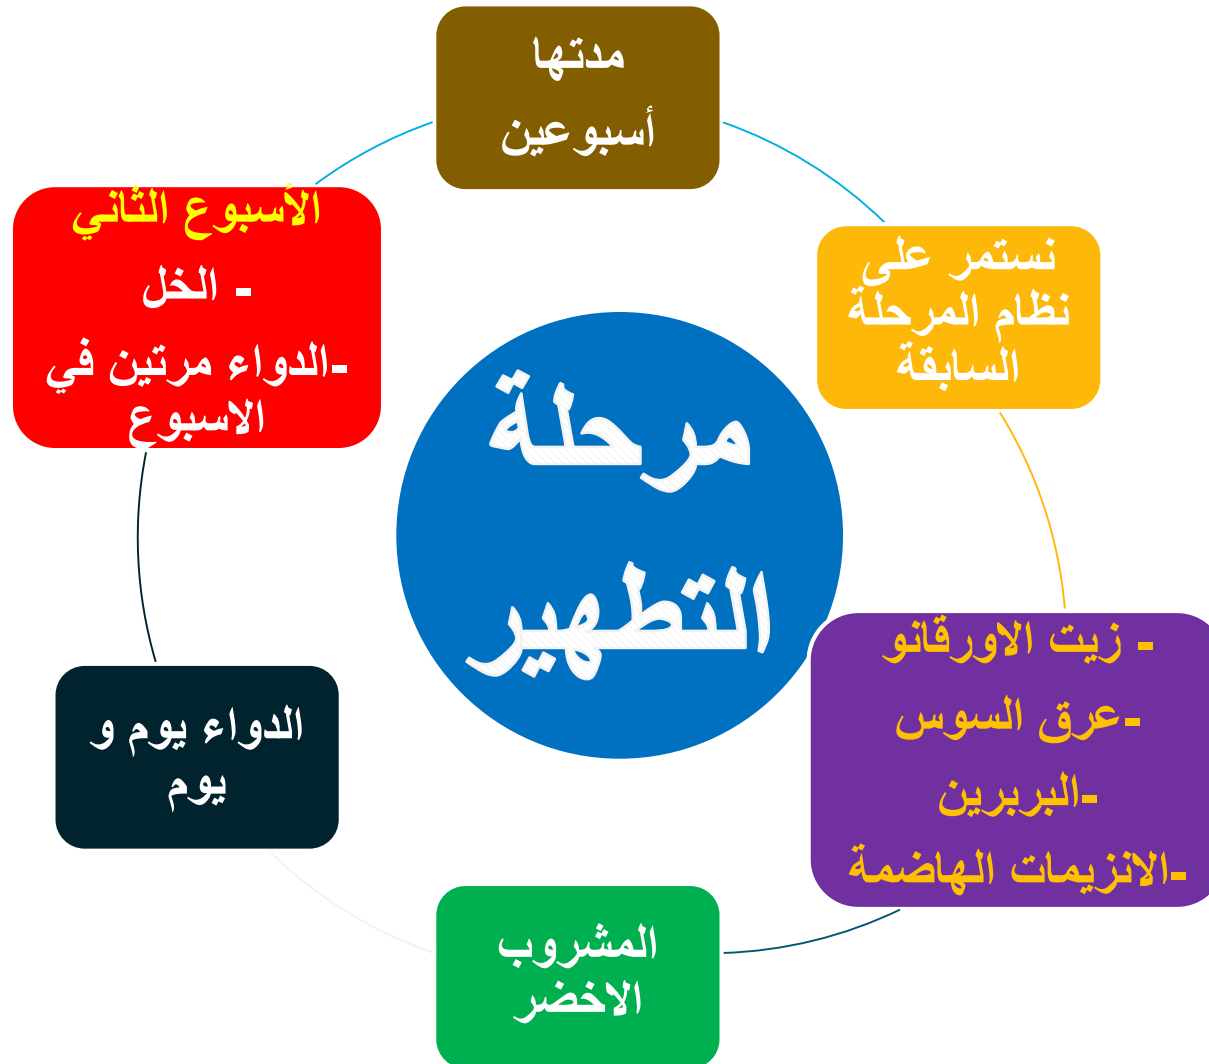 مدتها
أسبوعين
نستمر على
نظام المرحلة
السابقة
- زيت الاورقانو
-عرق السوس
-البربرين
-الانزيمات الهاضمة
المشروب
الاخضر
الدواء يوم و
يوم
الأسبوع الثاني
- الخل
-الدواء مرتين في
الاسبوع
مرحلة
التطهير